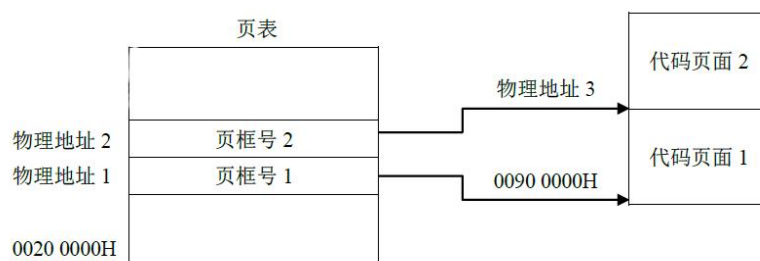 页表
代码页面 2
物理地址 3
物理地址 2
页框号 2
物理地址 1
页框号 1
代码页面 1
0090 0000H
0020 0000H